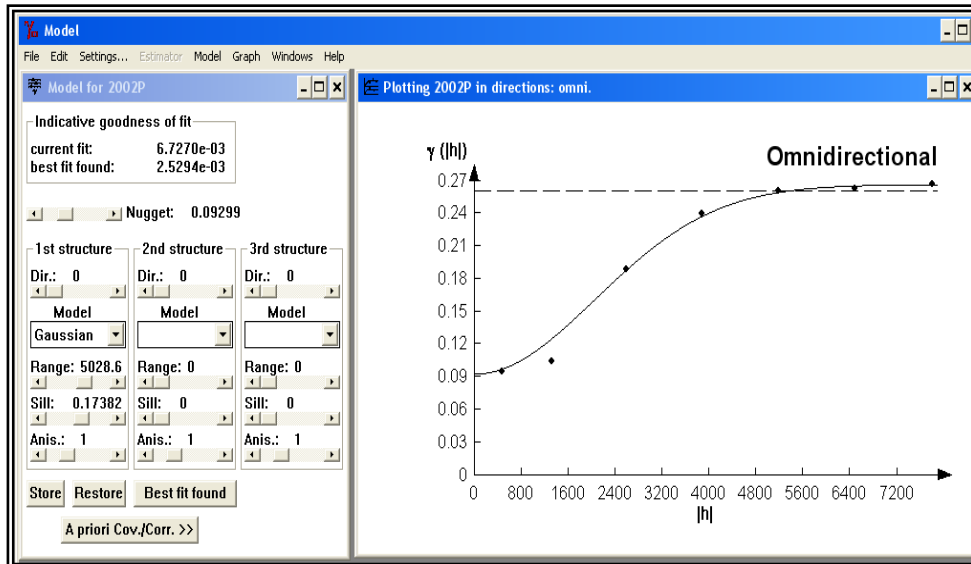 Model
File Edit Settings... Estimator Model Graph Windows Help
Model for 2002P
Indicative goodness of fit
current fit: 6.7270e-03
best fit found: 2.5294e-03
Nugget: 0.09299
1st structure
Dir.: 0
Model
Gaussian
Range: 5028.6
Sill: 0.17382
Anis.: 1
2nd structure
Dir.: 0
Model
Range: 0
Sill: 0
Anis.: 1
3rd structure
Dir.: 0
Model
Range: 0
Sill: 0
Anis.: 1
Store Restore Best fit found
A priori Cov./Corr. >>
Plotting 2002P in directions: omni.
γ (|h|)
Omnidirectional
0.27
0.24
0.21
0.18
0.15
0.12
0.09
0.06
0.03
0
0 800 1600 2400 3200 4000 4800 5600 6400 7200
|h|